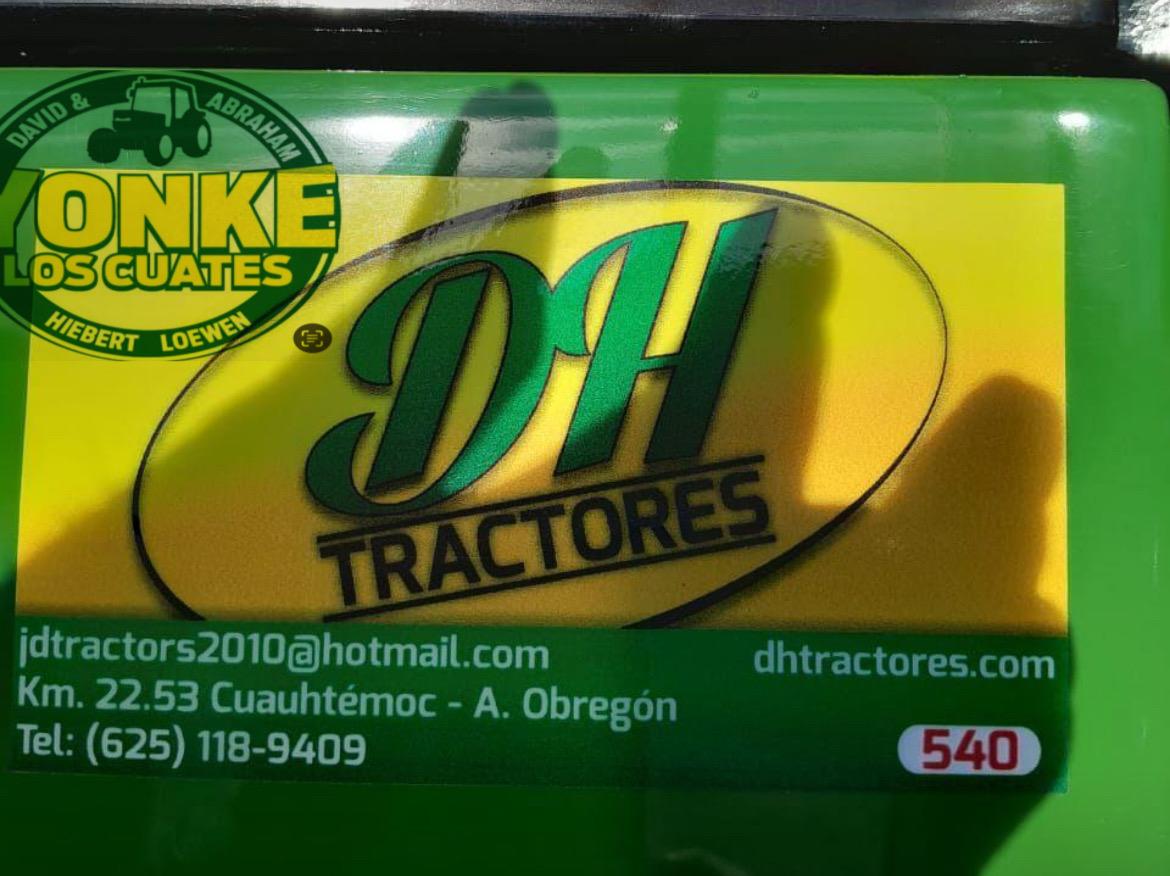 DAVID & ABRAHAM
YONKE
LOS CUATES
HIEBERT LOEWEN
DH
TRACTORES
jdtractors2010@hotmail.com
dhtractores.com
Km. 22.53 Cuauhtémoc - A. Obregón
Tel: (625) 118-9409
540